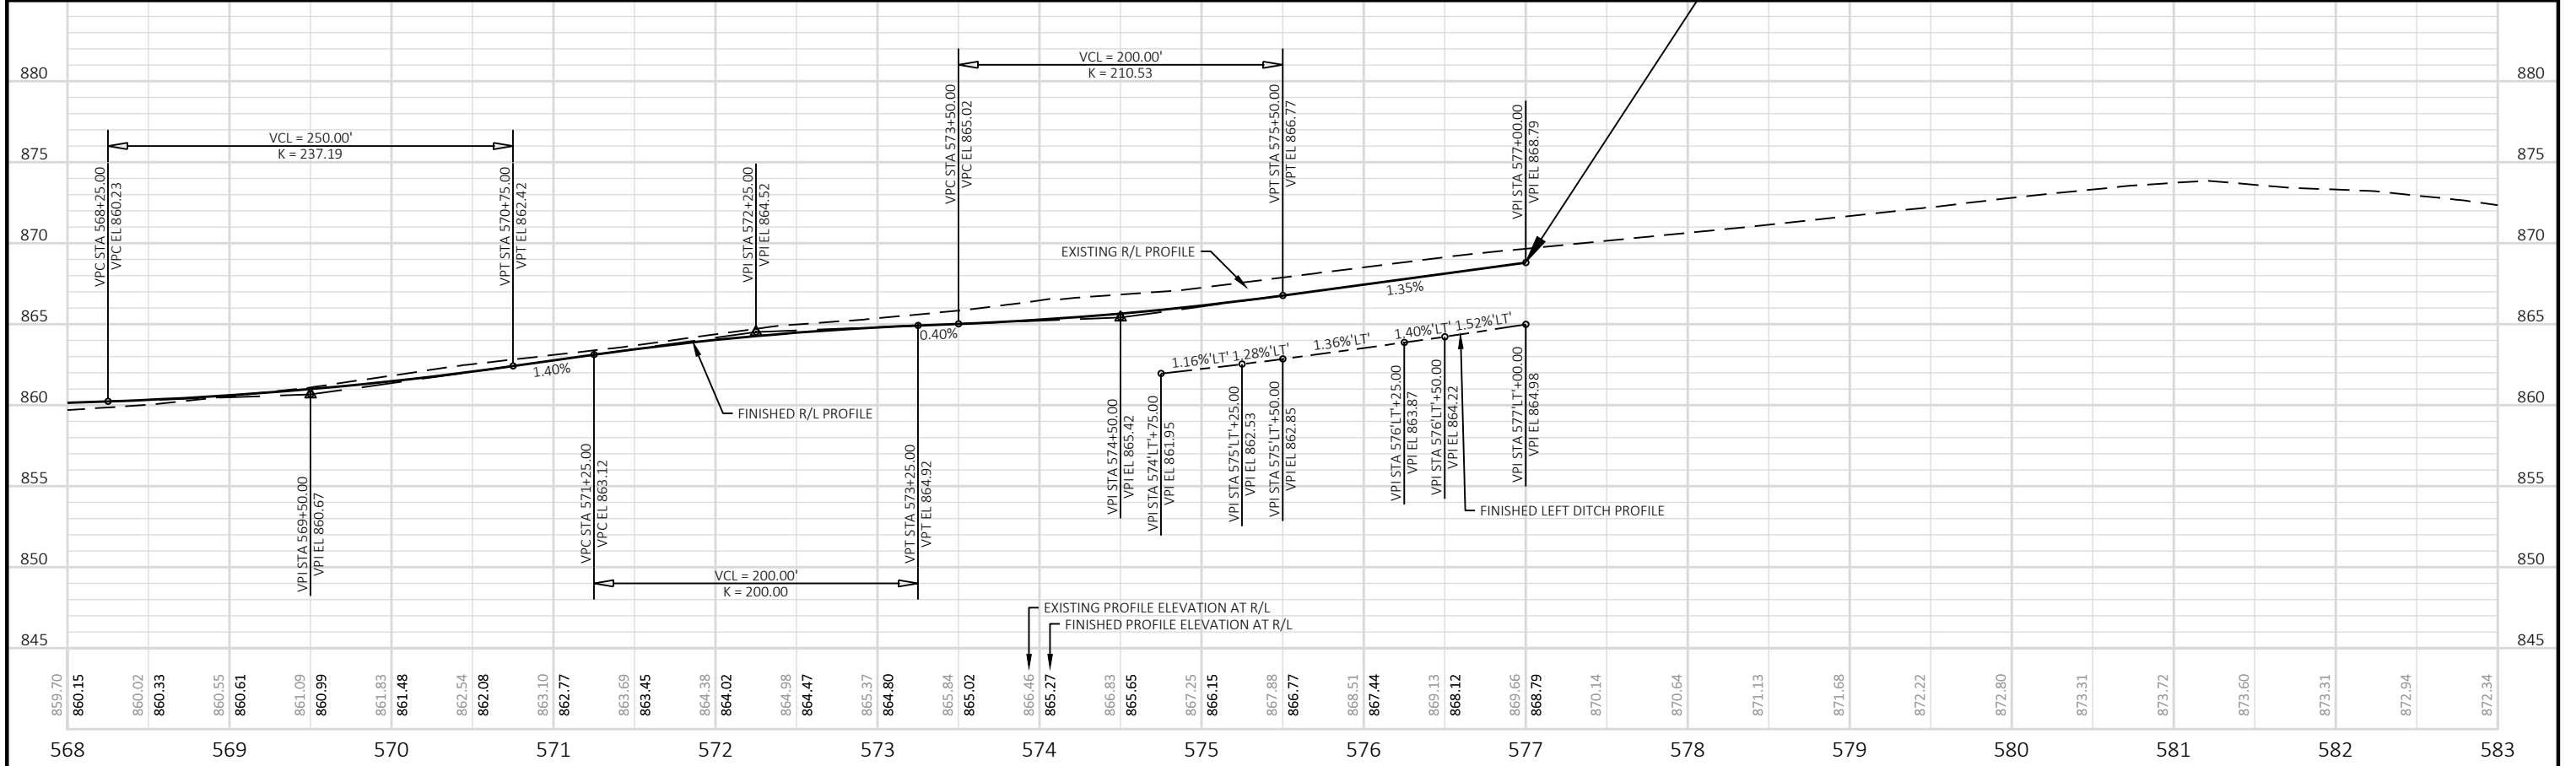 880
875
870
865
860
855
850
845
880
875
870
865
860
855
850
845
VCL = 250.00'
K = 237.19
VPC STA 568+25.00
VPC EL 860.23
VPT STA 570+75.00
VPT EL 862.42
VPI STA 569+50.00
VPI EL 860.67
1.40%
VPC STA 571+25.00
VPC EL 863.12
VPI STA 572+25.00
VPI EL 864.52
VPT STA 573+25.00
VPT EL 864.92
VCL = 200.00'
K = 200.00
FINISHED R/L PROFILE
0.40%
VCL = 200.00'
K = 210.53
VPC STA 573+50.00
VPC EL 865.02
VPT STA 575+50.00
VPT EL 866.77
VPI STA 574+50.00
VPI EL 865.42
EXISTING R/L PROFILE
1.35%
VPI STA 577+00.00
VPI EL 868.79
1.16%'LT'
1.28%'LT'
1.36%'LT'
1.40%'LT'
1.52%'LT'
VPI STA 574'LT'+75.00
VPI EL 861.95
VPI STA 575'LT'+25.00
VPI EL 862.53
VPI STA 575'LT'+50.00
VPI EL 862.85
VPI STA 576'LT'+25.00
VPI EL 863.87
VPI STA 576'LT'+50.00
VPI EL 864.22
VPI STA 577'LT'+00.00
VPI EL 864.98
FINISHED LEFT DITCH PROFILE
EXISTING PROFILE ELEVATION AT R/L
FINISHED PROFILE ELEVATION AT R/L
859.70
860.15
860.02
860.33
860.55
860.61
861.09
860.99
861.83
861.48
862.54
862.08
863.10
862.77
863.69
863.45
864.38
864.02
864.98
864.47
865.37
864.80
865.84
865.02
866.46
865.27
866.83
865.65
867.25
866.15
867.88
866.77
868.51
867.44
869.13
868.12
869.66
868.79
870.14
870.64
871.13
871.68
872.22
872.80
873.31
873.72
873.60
873.31
872.94
872.34
568 569 570 571 572 573 574 575 576 577 578 579 580 581 582 583